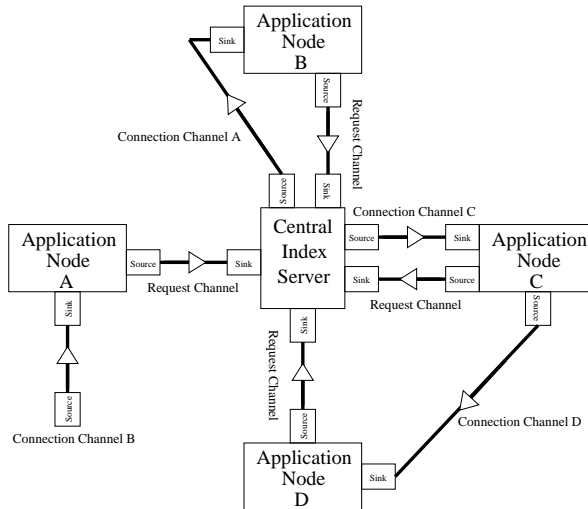 Application
Node
B
Sink
Source
Request Channel
Connection Channel A
Source
Sink
Central
Index
Server
Connection Channel C
Source
Sink
Application
Node
A
Source
Sink
Request Channel
Application
Node
C
Sink
Source
Request Channel
Sink
Source
Connection Channel B
Sink
Request Channel
Source
Source
Connection Channel D
Application
Node
D
Sink